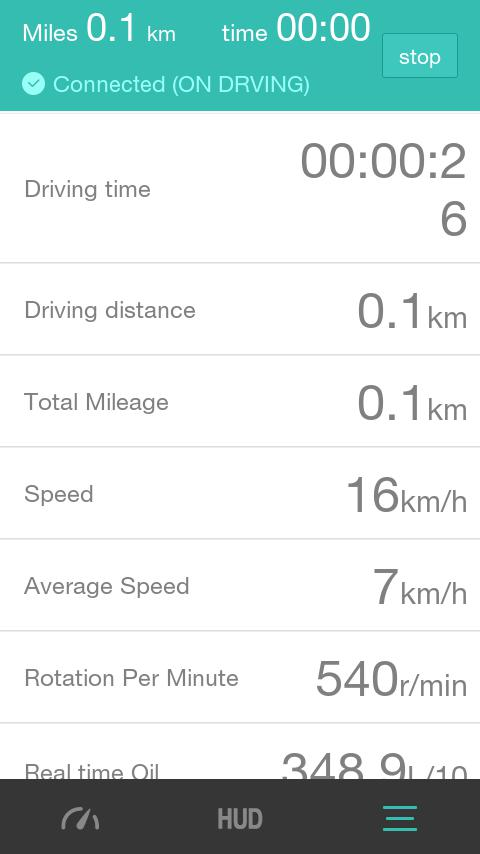 Miles 0.1 km time 00:00
stop
Connected (ON DRVING)
Driving time 00:00:2
6
Driving distance 0.1km
Total Mileage 0.1km
Speed 16km/h
Average Speed 7km/h
Rotation Per Minute 540r/min
Real time Oil 348.9L/10
HUD